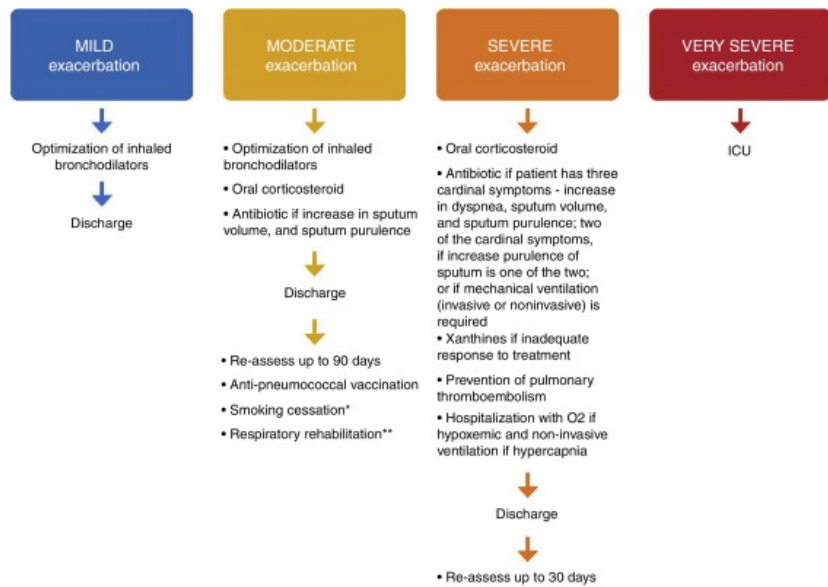 MILD
exacerbation
Optimization of inhaled
bronchodilators
Discharge
MODERATE
exacerbation
• Optimization of inhaled
bronchodilators
• Oral corticosteroid
• Antibiotic if increase in sputum
volume, and sputum purulence
Discharge
• Re-assess up to 90 days
• Anti-pneumococcal vaccination
• Smoking cessation*
• Respiratory rehabilitation**
SEVERE
exacerbation
• Oral corticosteroid
• Antibiotic if patient has three
cardinal symptoms - increase
in dyspnea, sputum volume,
and sputum purulence; two
of the cardinal symptoms,
if increase purulence of
sputum is one of the two;
or if mechanical ventilation
(invasive or noninvasive) is
required
• Xanthines if inadequate
response to treatment
• Prevention of pulmonary
thromboembolism
• Hospitalization with O2 if
hypoxemic and non-invasive
ventilation if hypercapnia
Discharge
• Re-assess up to 30 days
VERY SEVERE
exacerbation
ICU